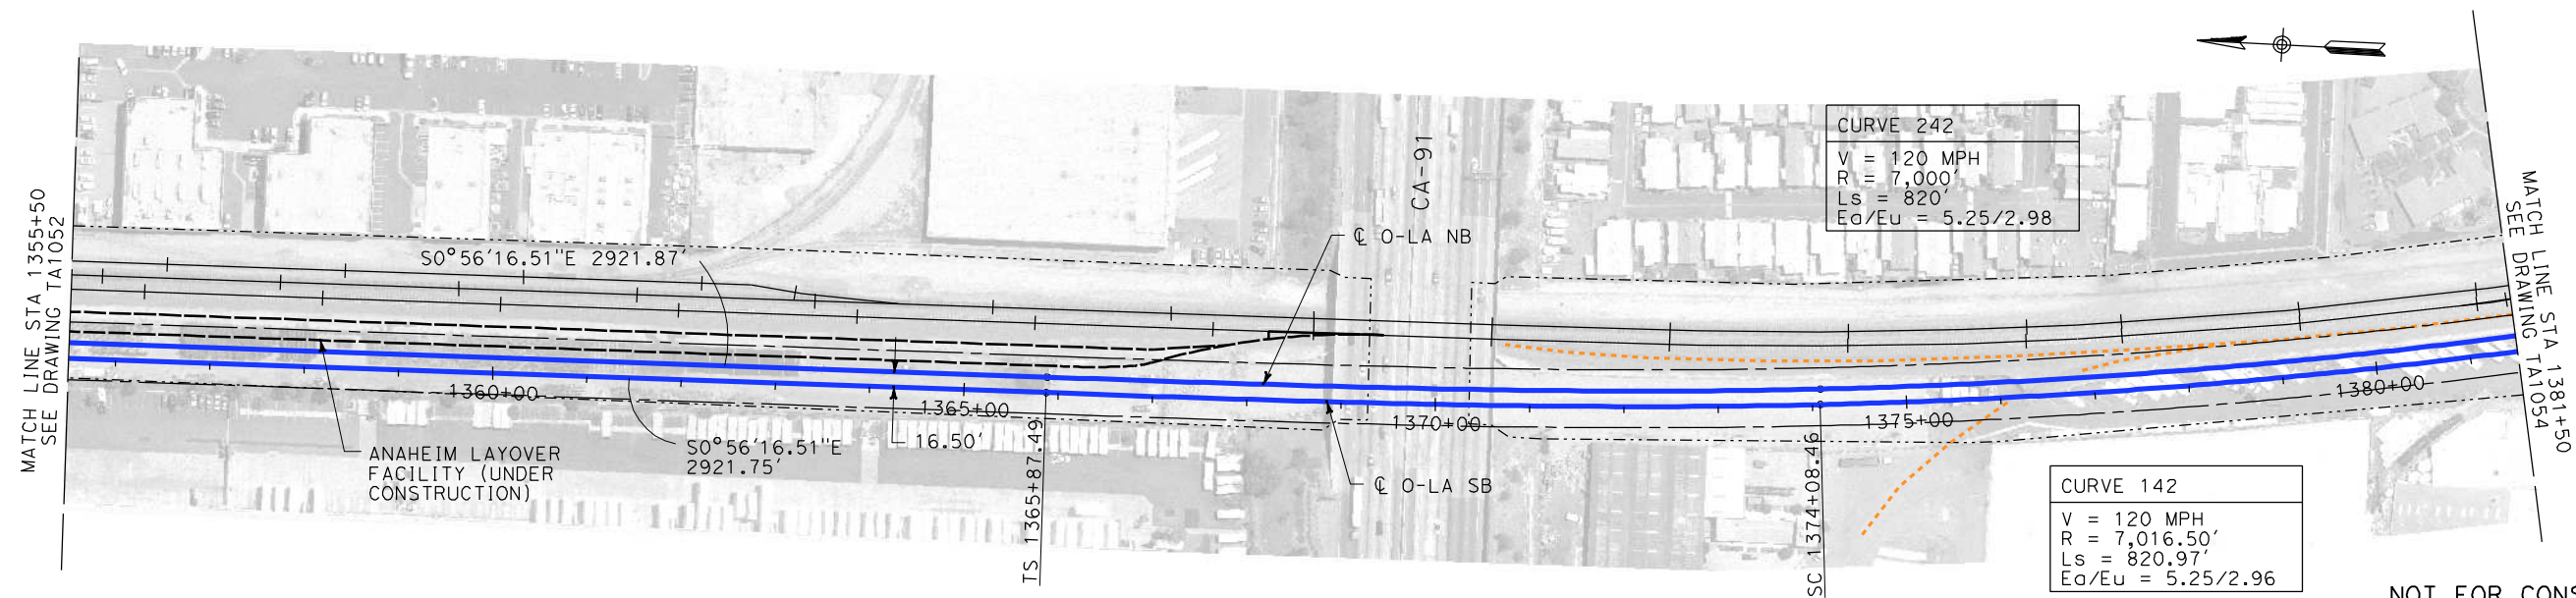 MATCH LINE STA 1355+50
SEE DRAWING TA1052
S0°56'16.51"E 2921.87'
1360+00
ANAHEIM LAYOVER
FACILITY (UNDER
CONSTRUCTION)
S0°56'16.51"E
2921.75'
16.50'
1365+00
TS 1365+87.49
℄ O-LA NB
CA-91
1370+00
℄ O-LA SB
CURVE 242
V = 120 MPH
R = 7,000'
Ls = 820'
Ea/Eu = 5.25/2.98
SC 1374+08.46
1375+00
1380+00
CURVE 142
V = 120 MPH
R = 7,016.50'
Ls = 820.97'
Ea/Eu = 5.25/2.96
MATCH LINE STA 1381+50
SEE DRAWING TA1054
NOT FOR CONS